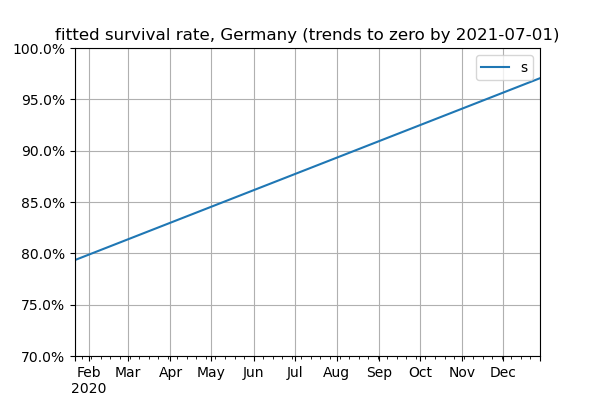 fitted survival rate, Germany (trends to zero by 2021-07-01)
100.0%
95.0%
90.0%
85.0%
80.0%
75.0%
70.0%
s
Feb Mar Apr May Jun Jul Aug Sep Oct Nov Dec
2020